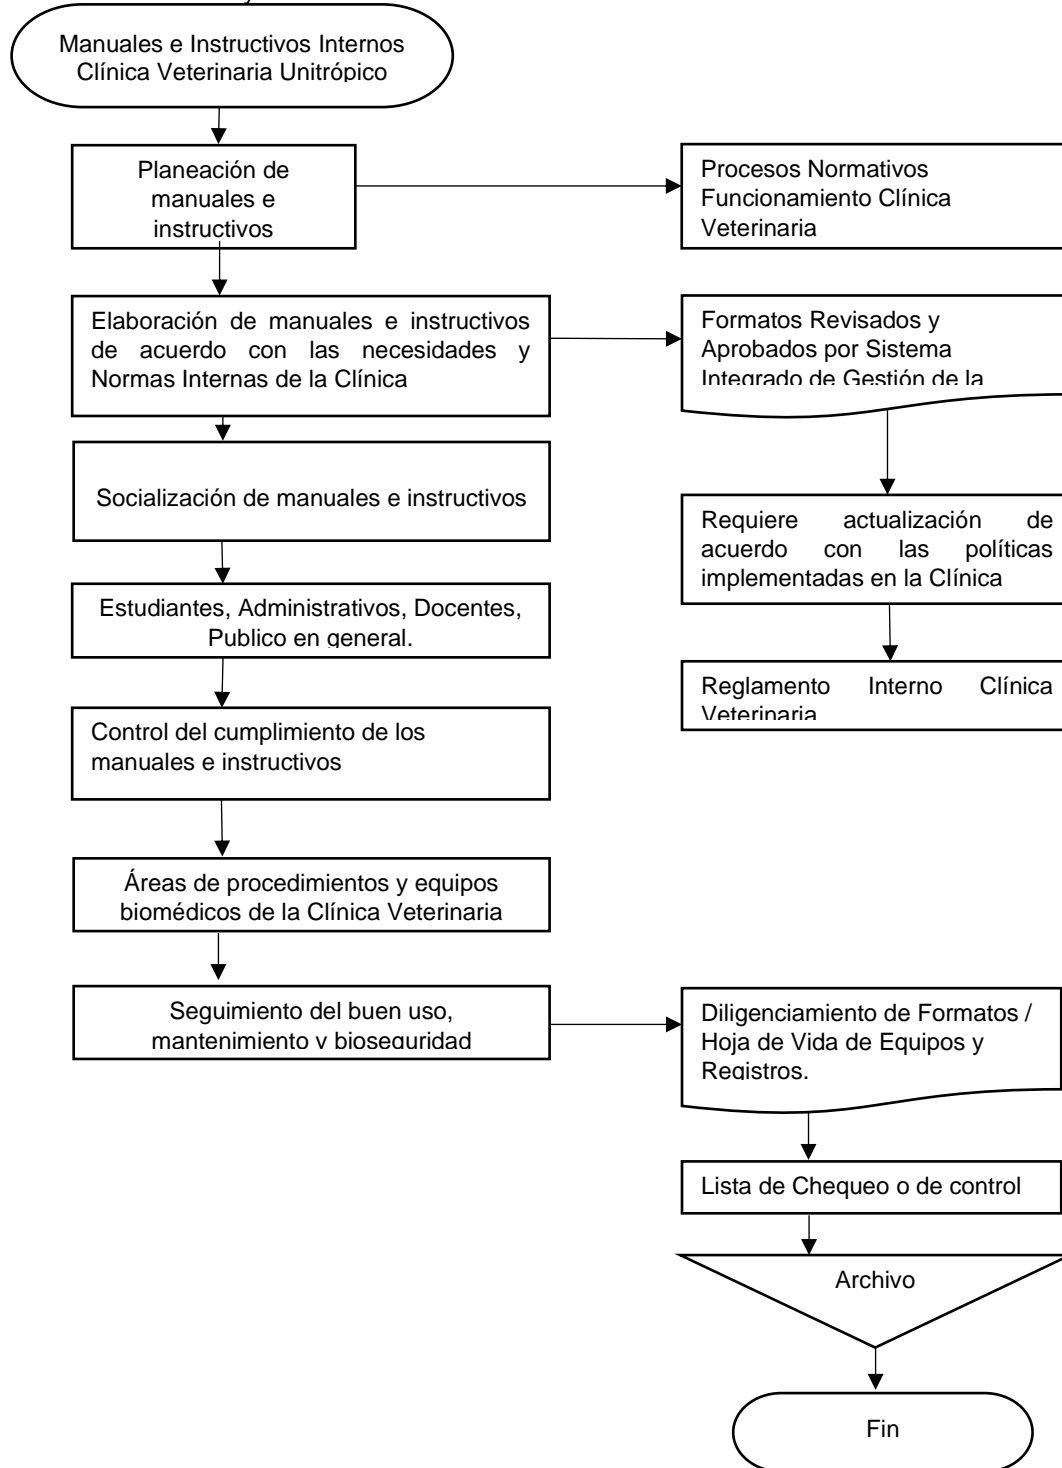 Manuales e Instructivos Internos
Clínica Veterinaria Unitrópico
Planeación de
manuales e
instructivos
Procesos Normativos
Funcionamiento Clínica
Veterinaria
Elaboración de manuales e instructivos
de acuerdo con las necesidades y
Normas Internas de la Clínica
Formatos Revisados y
Aprobados por Sistema
Integrado de Gestión de la
Socialización de manuales e instructivos
Requiere actualización de
acuerdo con las políticas
implementadas en la Clínica
Estudiantes, Administrativos, Docentes,
Publico en general.
Reglamento Interno Clínica
Veterinaria
Control del cumplimiento de los
manuales e instructivos
Áreas de procedimientos y equipos
biomédicos de la Clínica Veterinaria
Seguimiento del buen uso,
mantenimiento y bioseguridad
Diligenciamiento de Formatos /
Hoja de Vida de Equipos y
Registros.
Lista de Chequeo o de control
Archivo
Fin